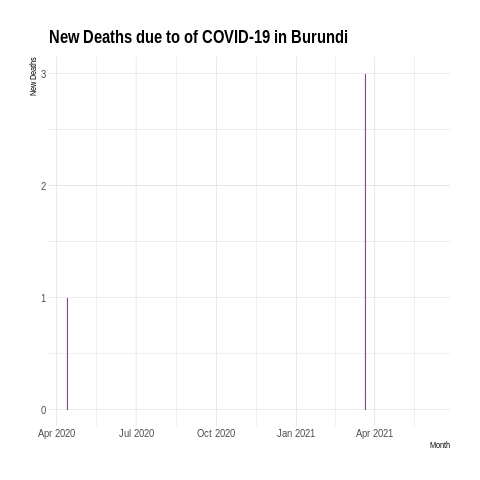 New Deaths due to of COVID-19 in Burundi
New Deaths
3
2
1
0
Apr 2020 Jul 2020 Oct 2020 Jan 2021 Apr 2021
Month